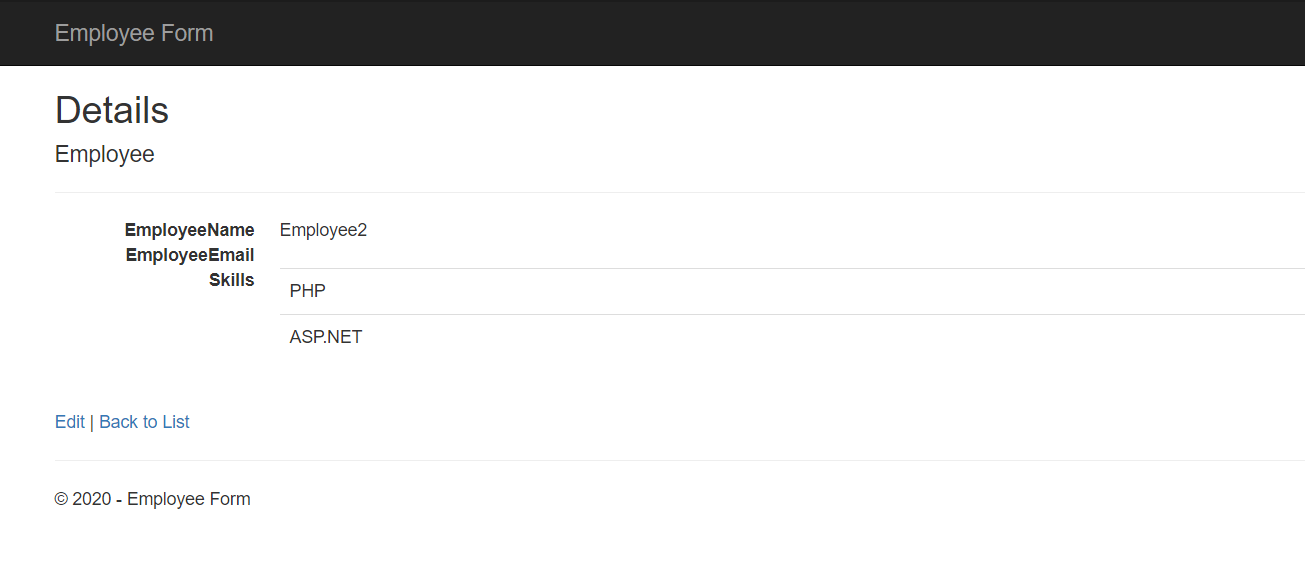 Employee Form
Details
Employee
EmployeeName Employee2
EmployeeEmail
Skills
PHP
ASP.NET
Edit | Back to List
© 2020 - Employee Form